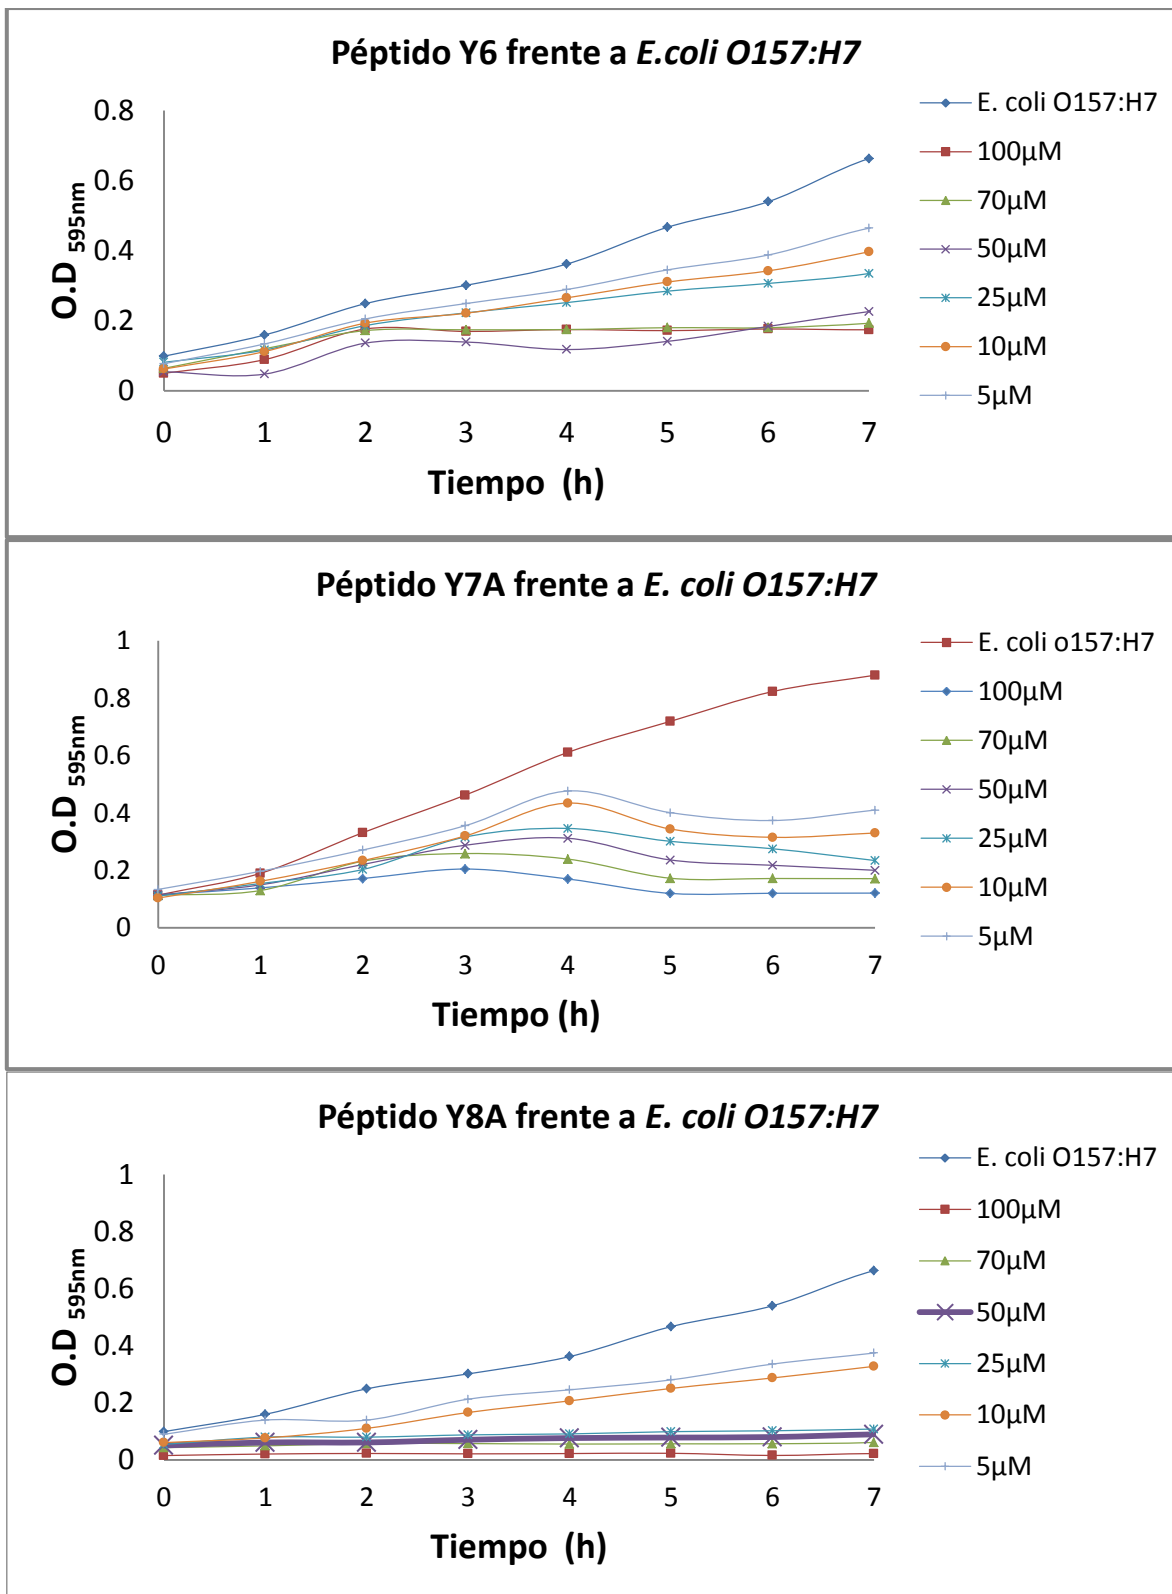 Péptido Y6 frente a E.coli O157:H7
0.8
0.6
0.4
0.2
0
O.D 595nm
0 1 2 3 4 5 6 7
Tiempo (h)
E. coli O157:H7
100µM
70µM
50µM
25µM
10µM
5µM
Péptido Y7A frente a E. coli O157:H7
1
0.8
0.6
0.4
0.2
0
O.D 595nm
0 1 2 3 4 5 6 7
Tiempo (h)
E. coli o157:H7
100µM
70µM
50µM
25µM
10µM
5µM
Péptido Y8A frente a E. coli O157:H7
1
0.8
0.6
0.4
0.2
0
O.D 595nm
0 1 2 3 4 5 6 7
Tiempo (h)
E. coli O157:H7
100µM
70µM
50µM
25µM
10µM
5µM